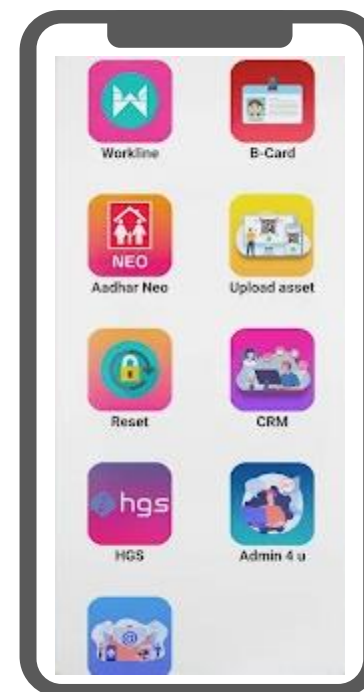 Workline
B-Card
NEO
Aadhar Neo
Upload asset
Reset
CRM
hgs
HGS
Admin 4 u
@